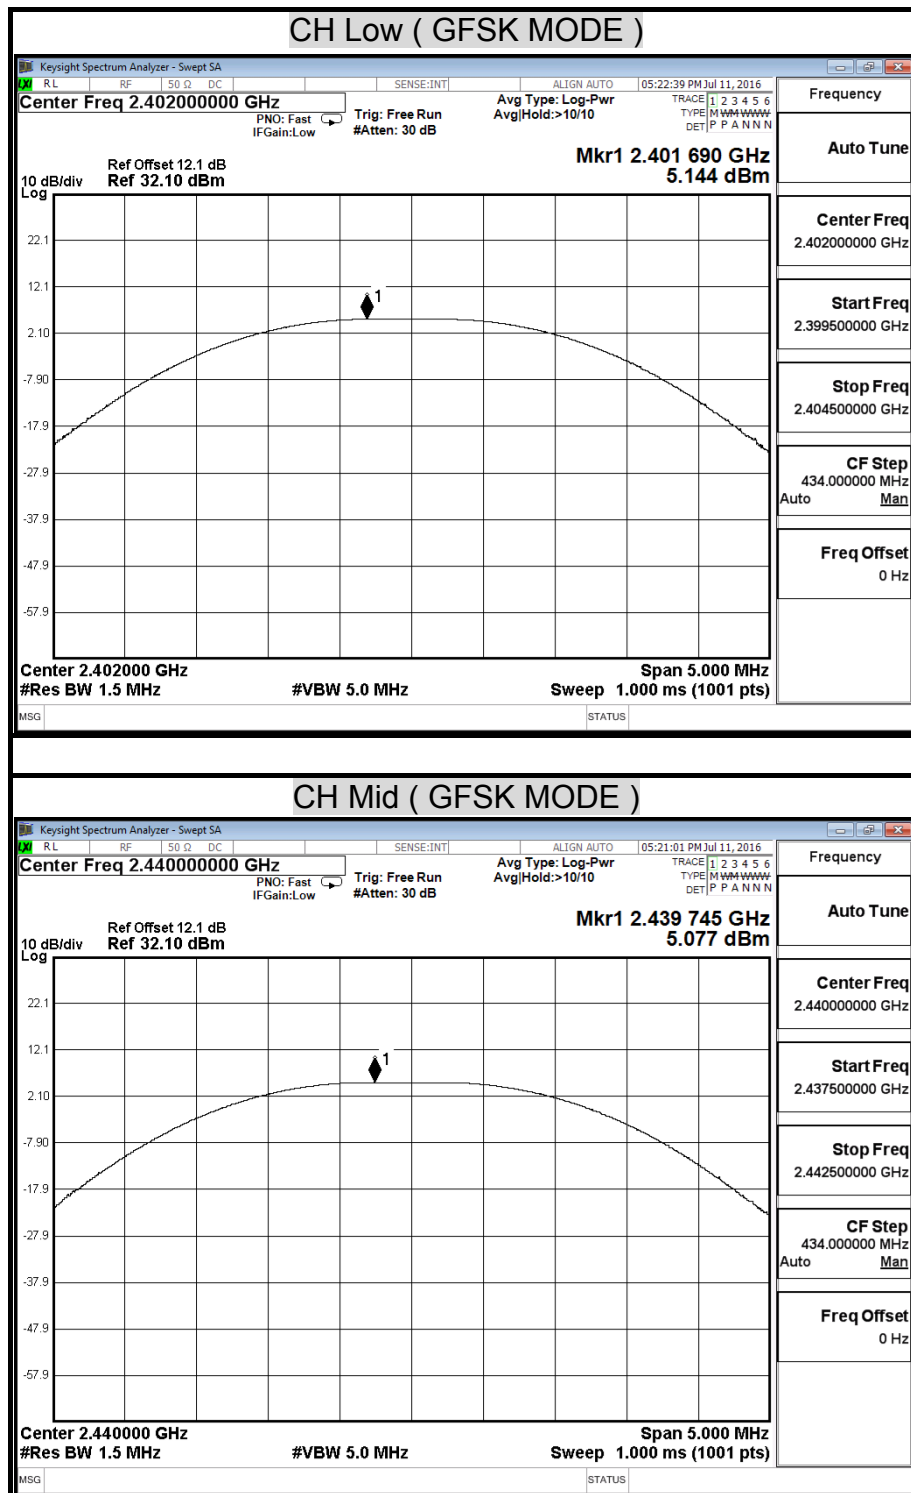 CH Low ( GFSK MODE )
Keysight Spectrum Analyzer - Swept SA
LXI RL RF 50 Ω DC SENSE:INT ALIGN AUTO 05:22:39 PM Jul 11, 2016
Center Freq 2.402000000 GHz
PNO: Fast
IFGain:Low
Trig: Free Run
#Atten: 30 dB
Avg Type: Log-Pwr
Avg|Hold:>10/10
TRACE 1 2 3 4 5 6
TYPE M WM WWWW
DET P P A N N N
Ref Offset 12.1 dB
10 dB/div Ref 32.10 dBm
Log
Mkr1 2.401 690 GHz
5.144 dBm
1
22.1
12.1
2.10
-7.90
-17.9
-27.9
-37.9
-47.9
-57.9
Center 2.402000 GHz Span 5.000 MHz
#Res BW 1.5 MHz #VBW 5.0 MHz Sweep 1.000 ms (1001 pts)
MSG STATUS
Frequency
Auto Tune
Center Freq
2.402000000 GHz
Start Freq
2.399500000 GHz
Stop Freq
2.404500000 GHz
CF Step
434.000000 MHz
Auto Man
Freq Offset
0 Hz
CH Mid ( GFSK MODE )
Keysight Spectrum Analyzer - Swept SA
LXI RL RF 50 Ω DC SENSE:INT ALIGN AUTO 05:21:01 PM Jul 11, 2016
Center Freq 2.440000000 GHz
PNO: Fast
IFGain:Low
Trig: Free Run
#Atten: 30 dB
Avg Type: Log-Pwr
Avg|Hold:>10/10
TRACE 1 2 3 4 5 6
TYPE M WM WWWW
DET P P A N N N
Ref Offset 12.1 dB
10 dB/div Ref 32.10 dBm
Log
Mkr1 2.439 745 GHz
5.077 dBm
1
22.1
12.1
2.10
-7.90
-17.9
-27.9
-37.9
-47.9
-57.9
Center 2.440000 GHz Span 5.000 MHz
#Res BW 1.5 MHz #VBW 5.0 MHz Sweep 1.000 ms (1001 pts)
MSG STATUS
Frequency
Auto Tune
Center Freq
2.440000000 GHz
Start Freq
2.437500000 GHz
Stop Freq
2.442500000 GHz
CF Step
434.000000 MHz
Auto Man
Freq Offset
0 Hz